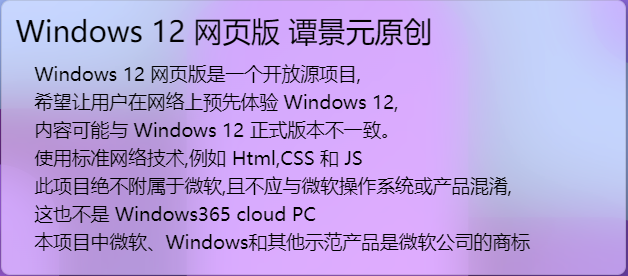 Windows 12 网页版 谭景元原创
Windows 12 网页版是一个开放源项目,
希望让用户在网络上预先体验 Windows 12,
内容可能与 Windows 12 正式版本不一致。
使用标准网络技术,例如 Html,CSS 和 JS
此项目绝不附属于微软,且不应与微软操作系统或产品混淆,
这也不是 Windows365 cloud PC
本项目中微软、Windows和其他示范产品是微软公司的商标